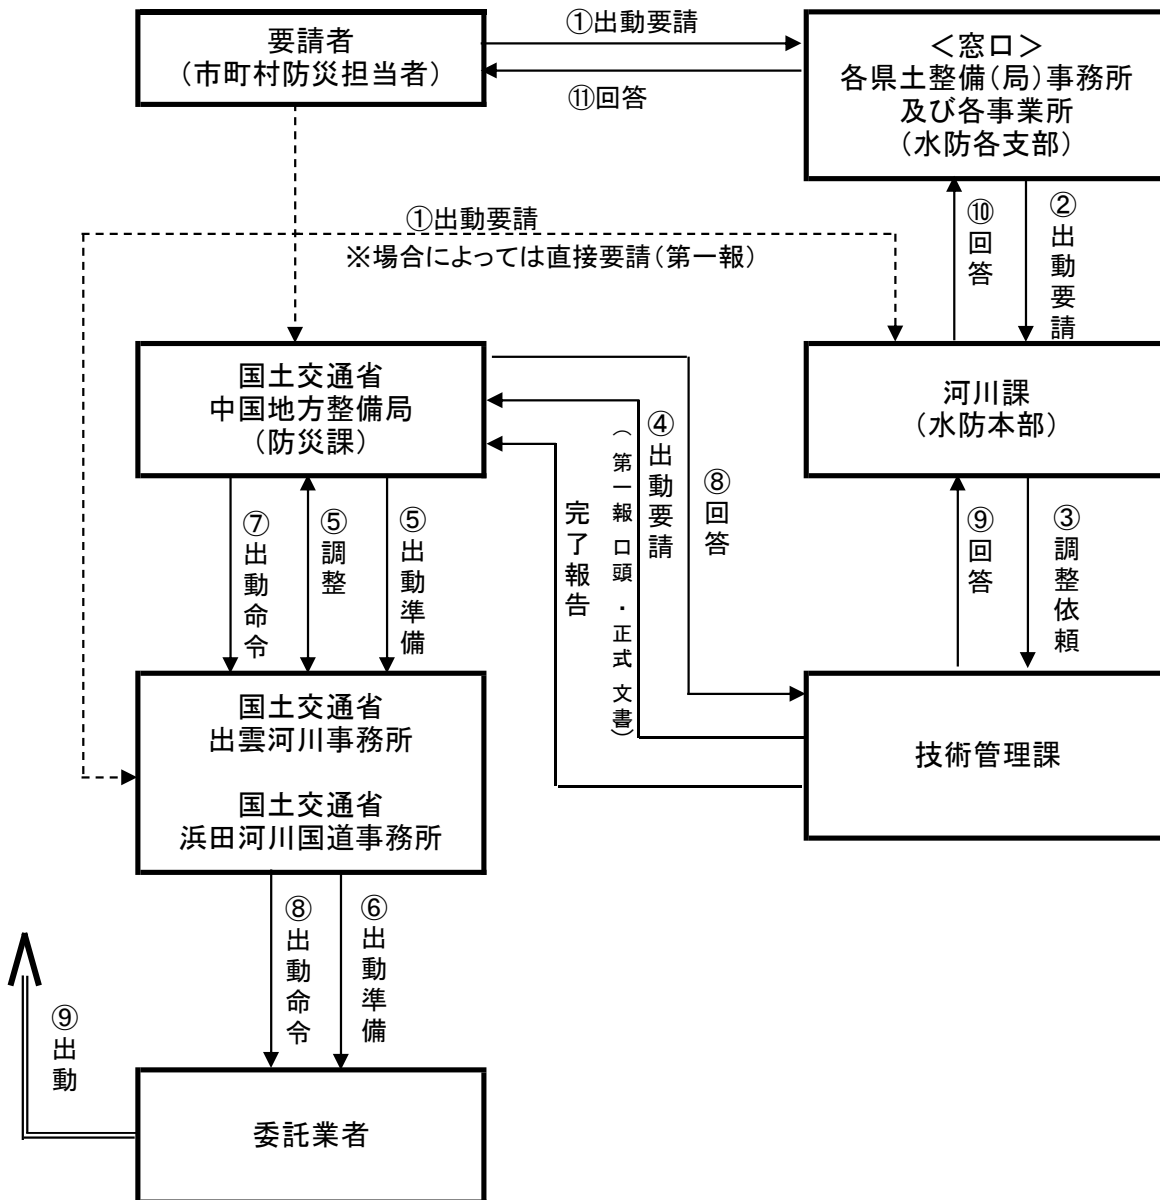 要請者
（市町村防災担当者）
①出動要請
⑪回答
＜窓口＞
各県土整備（局）事務所
及び各事業所
（水防各支部）
①出動要請
※場合によっては直接要請（第一報）
⑩回答
②出動要請
国土交通省
中国地方整備局
（防災課）
河川課
（水防本部）
④出動要請
（第一報 口頭・正式 文書）
⑧回答
完了報告
⑦出動命令
⑤調整
⑤出動準備
⑨回答
③調整依頼
国土交通省
出雲河川事務所
国土交通省
浜田河川国道事務所
技術管理課
⑧出動命令
⑥出動準備
⑨出動
委託業者